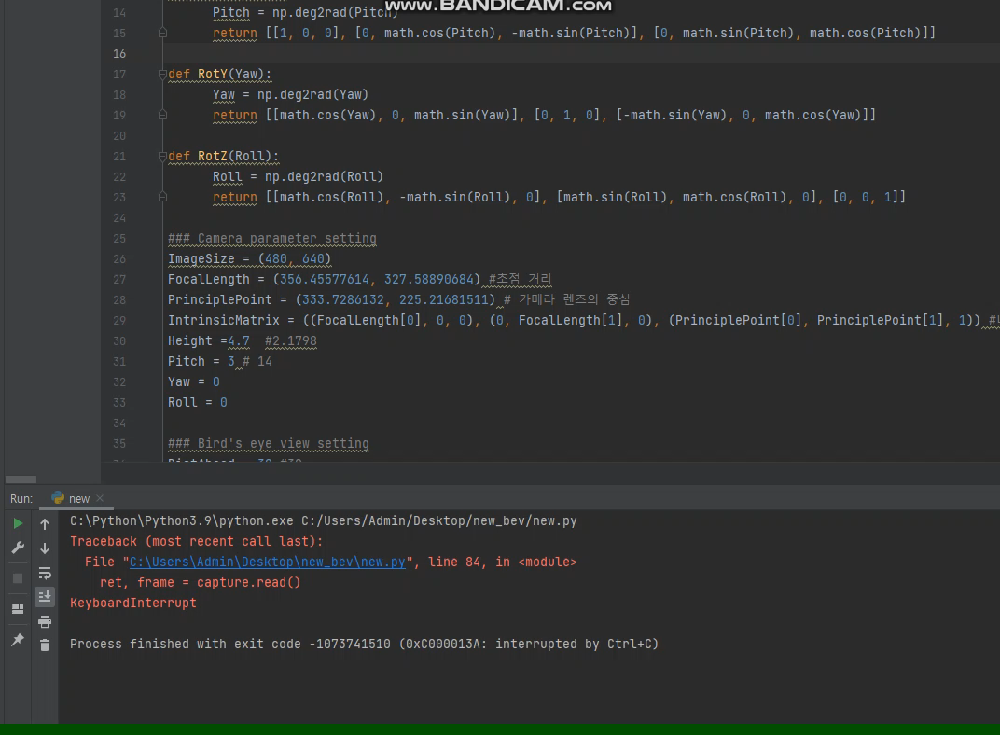 www.BANDICAM.com
14 Pitch = np.deg2rad(Pitch)
15 return [[1, 0, 0], [0, math.cos(Pitch), -math.sin(Pitch)], [0, math.sin(Pitch), math.cos(Pitch)]]
16
17 def RotY(Yaw):
18 Yaw = np.deg2rad(Yaw)
19 return [[math.cos(Yaw), 0, math.sin(Yaw)], [0, 1, 0], [-math.sin(Yaw), 0, math.cos(Yaw)]]
20
21 def RotZ(Roll):
22 Roll = np.deg2rad(Roll)
23 return [[math.cos(Roll), -math.sin(Roll), 0], [math.sin(Roll), math.cos(Roll), 0], [0, 0, 1]]
24
25 ### Camera parameter setting
26 ImageSize = (480, 640)
27 FocalLength = (356.45577614, 327.58890684) #초점 거리
28 PrinciplePoint = (333.7286132, 225.21681511) # 카메라 렌즈의 중심
29 IntrinsicMatrix = ((FocalLength[0], 0, 0), (0, FocalLength[1], 0), (PrinciplePoint[0], PrinciplePoint[1], 1)) #
30 Height =4.7 #2.1798
31 Pitch = 3 # 14
32 Yaw = 0
33 Roll = 0
34
35 ### Bird's eye view setting
Run: new
C:\Python\Python3.9\python.exe C:/Users/Admin/Desktop/new_bev/new.py
Traceback (most recent call last):
File "C:\Users\Admin\Desktop\new_bev\new.py", line 84, in <module>
ret, frame = capture.read()
KeyboardInterrupt
Process finished with exit code -1073741510 (0xC000013A: interrupted by Ctrl+C)